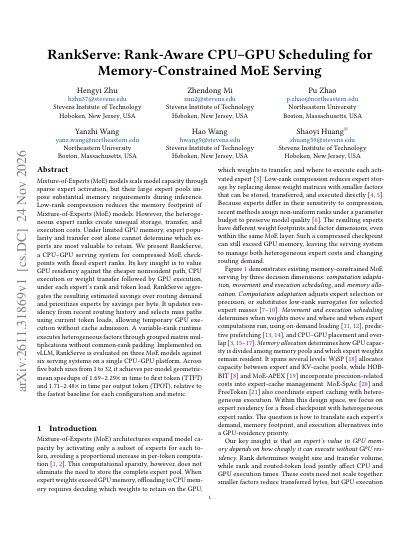 RankServe: Rank-Aware CPU–GPU Scheduling for
Memory-Constrained MoE Serving
Hengyi Zhu
hzhu37@stevens.edu
Stevens Institute of Technology
Hoboken, New Jersey, USA
Zhendong Mi
zmi2@stevens.edu
Stevens Institute of Technology
Hoboken, New Jersey, USA
Pu Zhao
p.zhao@northeastern.edu
Northeastern University
Boston, Massachusetts, USA
Yanzhi Wang
yanz.wang@northeastern.edu
Northeastern University
Boston, Massachusetts, USA
Hao Wang
hwang9@stevens.edu
Stevens Institute of Technology
Hoboken, New Jersey, USA
Shaoyi Huang
shuang59@stevens.edu
Stevens Institute of Technology
Hoboken, New Jersey, USA
arXiv:2611.31869v1 [cs.DC] 24 Nov 2026
Abstract
Mixture-of-Experts (MoE) models scale model capacity through
sparse expert activation, but their large expert pools im-
pose substantial memory requirements during inference.
Low-rank compression reduces the memory footprint of
Mixture-of-Experts (MoE) models. However, the heteroge-
neous expert ranks create unequal storage, transfer, and
execution costs. Under limited GPU memory, expert popu-
larity and transfer cost alone cannot determine which ex-
perts are most valuable to retain. We present RankServe,
a CPU–GPU serving system for compressed MoE check-
points with fixed expert ranks. Its key insight is to value
GPU residency against the cheaper nonresident path, CPU
execution or weight transfer followed by GPU execution,
under each expert's rank and token load. RankServe aggre-
gates the resulting estimated savings over routing demand
and prioritizes experts by savings per byte. It updates res-
idency from recent routing history and selects miss paths
using current token loads, allowing temporary GPU exe-
cution without cache admission. A variable-rank runtime
executes heterogeneous factors through grouped matrix mul-
tiplications without common-rank padding. Implemented on
vLLM, RankServe is evaluated on three MoE models against
six serving systems on a single CPU–GPU platform. Across
five batch sizes from 1 to 32, it achieves per-model geometric-
mean speedups of 1.69–2.29× in time to first token (TTFT)
and 1.71–2.48× in time per output token (TPOT), relative to
the fastest baseline for each configuration and metric.
1 Introduction
Mixture-of-Experts (MoE) architectures expand model ca-
pacity by activating only a subset of experts for each to-
ken, avoiding a proportional increase in per-token computa-
tion [1, 2]. This computational sparsity, however, does not
eliminate the need to store the complete expert pool. When
expert weights exceed GPU memory, offloading to CPU mem-
ory requires deciding which weights to retain on the GPU,
which weights to transfer, and where to execute each acti-
vated expert [3]. Low-rank compression reduces expert stor-
age by replacing dense weight matrices with smaller factors
that can be stored, transferred, and executed directly [4, 5].
Because experts differ in their sensitivity to compression,
recent methods assign non-uniform ranks under a parameter
budget to preserve model quality [6]. The resulting experts
have different weight footprints and factor dimensions, even
within the same MoE layer. Such a compressed checkpoint
can still exceed GPU memory, leaving the serving system
to manage both heterogeneous expert costs and changing
routing demand.
Figure 1 demonstrates existing memory-constrained MoE
serving by three decision dimensions: computation adapta-
tion, movement and execution scheduling, and memory allo-
cation. Computation adaptation adjusts expert selection or
precision, or substitutes low-rank surrogates for selected
expert misses [7–10]. Movement and execution scheduling
determines when weights move and where and when expert
computations run, using on-demand loading [11, 12], predic-
tive prefetching [13, 14], and CPU–GPU placement and over-
lap [3, 15–17]. Memory allocation determines how GPU capac-
ity is divided among memory pools and which expert weights
remain resident. It spans several levels: WiSP [18] allocates
capacity between expert and KV-cache pools, while HOB-
BIT [8] and MoE-APEX [19] incorporate precision-related
costs into expert-cache management. MoE-SpAc [20] and
FreeToken [21] also coordinate expert caching with hetero-
geneous execution. Within this design space, we focus on
expert residency for a fixed checkpoint with heterogeneous
expert ranks. The question is how to translate each expert's
demand, memory footprint, and execution alternatives into
a GPU-residency priority.
Our key insight is that an expert's value in GPU mem-
ory depends on how cheaply it can execute without GPU res-
idency. Rank determines weight size and transfer volume,
while rank and routed-token load jointly affect CPU and
GPU execution times. These costs need not scale together:
smaller factors reduce transferred bytes, but GPU execution
1